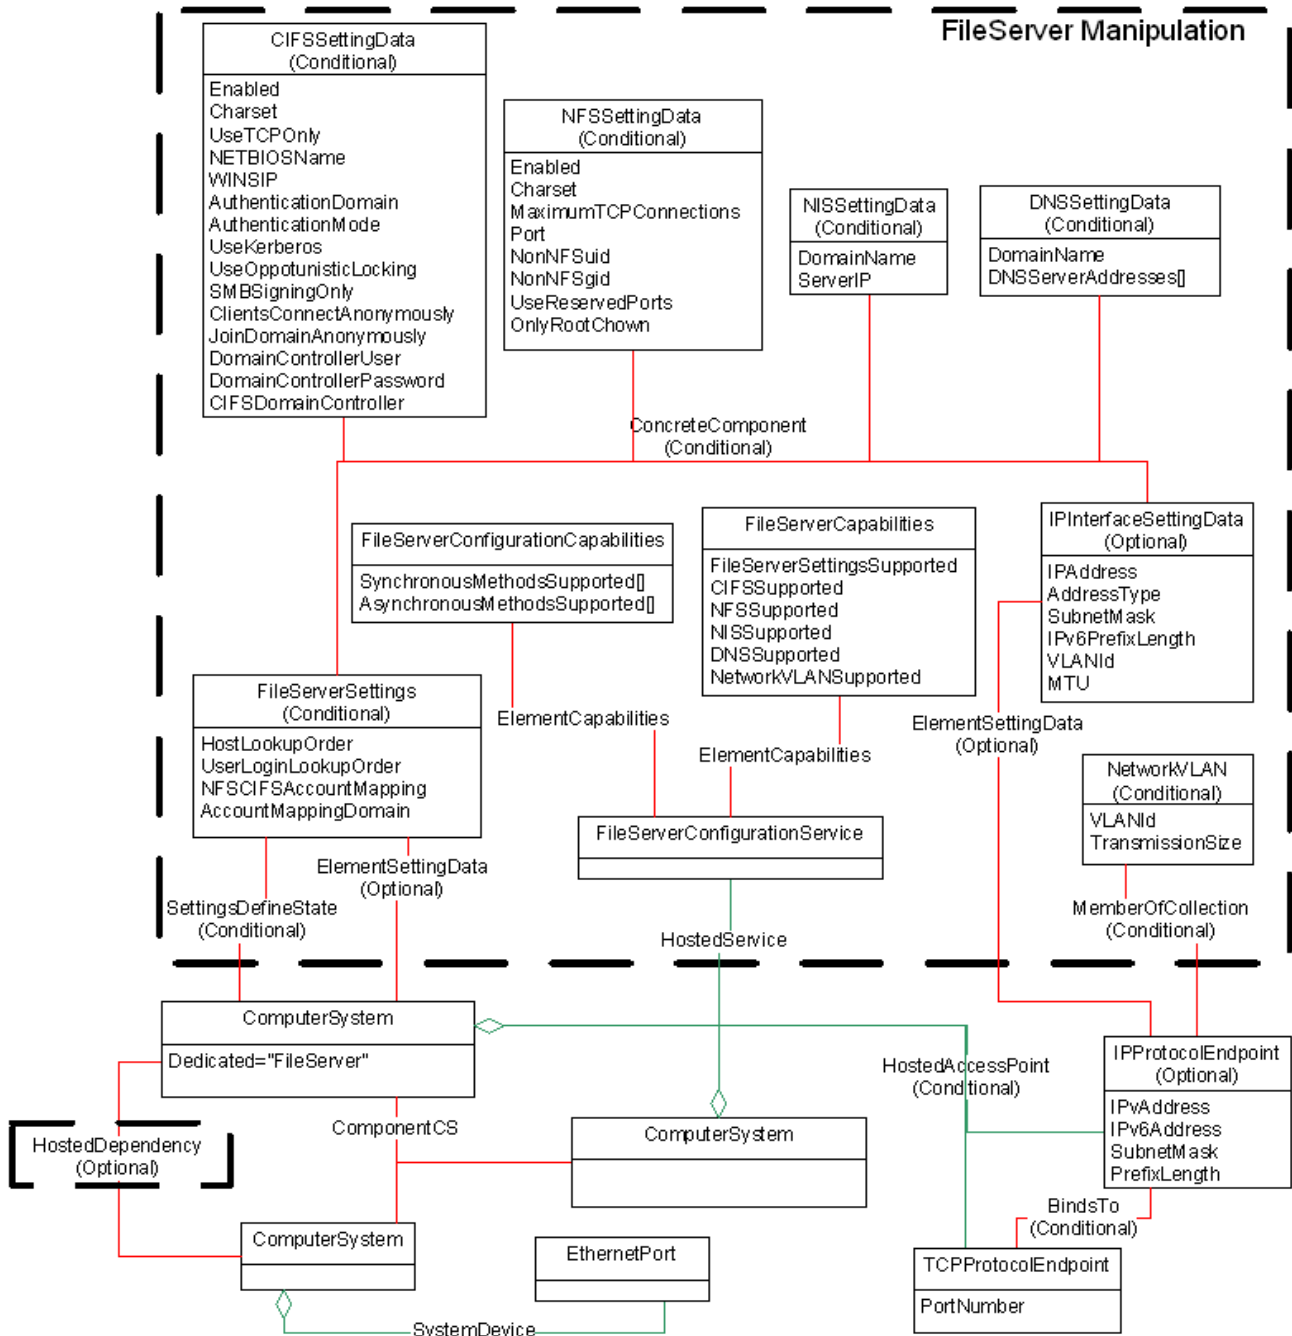 FileServer Manipulation
CIFSSettingData
(Conditional)
Enabled
Charset
UseTCPOnly
NETBIOSName
WINSIP
AuthenticationDomain
AuthenticationMode
UseKerberos
UseOppotunisticLocking
SMBSigningOnly
ClientsConnectAnonymously
JoinDomainAnonymously
DomainControllerUser
DomainControllerPassword
CIFSDomainController
NFSSettingData
(Conditional)
Enabled
Charset
MaximumTCPConnections
Port
NonNFSuid
NonNFSgid
UseReservedPorts
OnlyRootChown
NISSettingData
(Conditional)
DomainName
ServerIP
DNSSettingData
(Conditional)
DomainName
DNSServerAddresses[]
ConcreteComponent
(Conditional)
FileServerConfigurationCapabilities
SynchronousMethodsSupported[]
AsynchronousMethodsSupported[]
FileServerCapabilities
FileServerSettingsSupported
CIFSSupported
NFSSupported
NISSupported
DNSSupported
NetworkVLANSupported
IPInterfaceSettingData
(Optional)
IPAddress
AddressType
SubnetMask
IPv6PrefixLength
VLANId
MTU
FileServerSettings
(Conditional)
HostLookupOrder
UserLoginLookupOrder
NFSCIFSAccountMapping
AccountMappingDomain
ElementCapabilities
ElementCapabilities
ElementSettingData
(Optional)
NetworkVLAN
(Conditional)
VLANId
TransmissionSize
FileServerConfigurationService
ElementSettingData
(Optional)
SettingsDefineState
(Conditional)
HostedService
MemberOfCollection
(Conditional)
ComputerSystem
Dedicated="FileServer"
HostedAccessPoint
(Conditional)
IPProtocolEndpoint
(Optional)
IPvAddress
IPv6Address
SubnetMask
PrefixLength
HostedDependency
(Optional)
ComponentCS
ComputerSystem
BindsTo
(Conditional)
ComputerSystem
EthernetPort
TCPProtocolEndpoint
PortNumber
SystemDevice